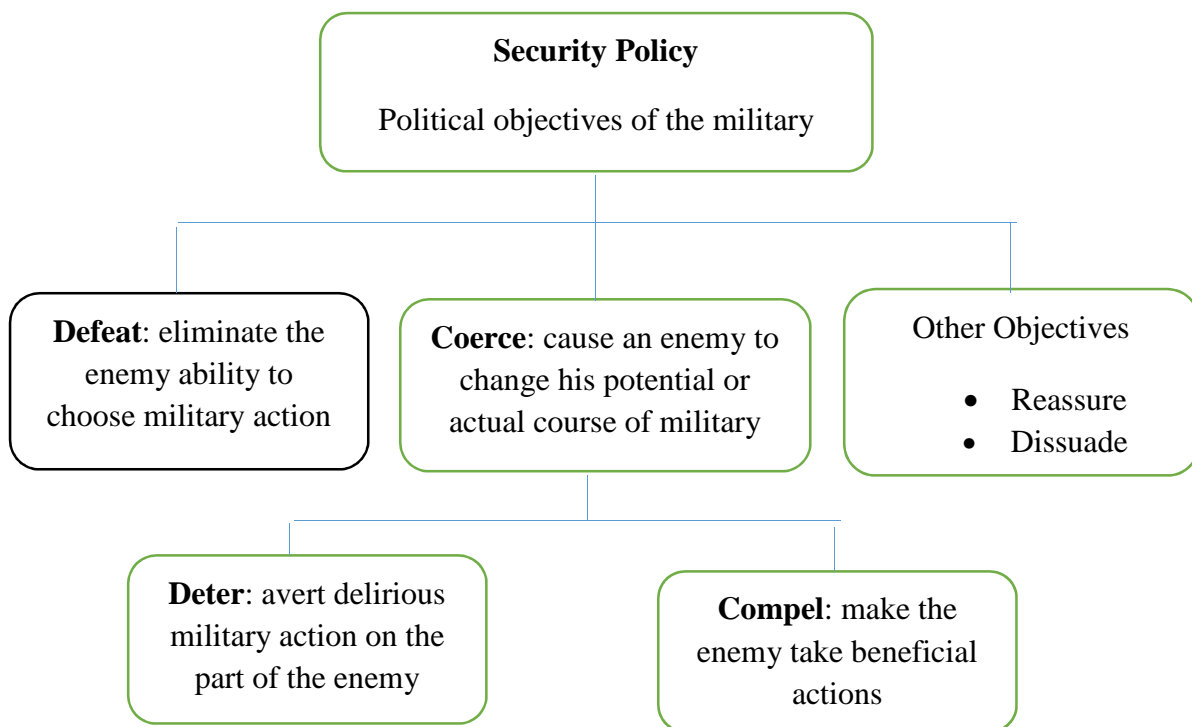 Security Policy
Political objectives of the military
Defeat: eliminate the
enemy ability to
choose military action
Coerce: cause an enemy to
change his potential or
actual course of military
Other Objectives
• Reassure
• Dissuade
Deter: avert delirious
military action on the
part of the enemy
Compel: make the
enemy take beneficial
actions